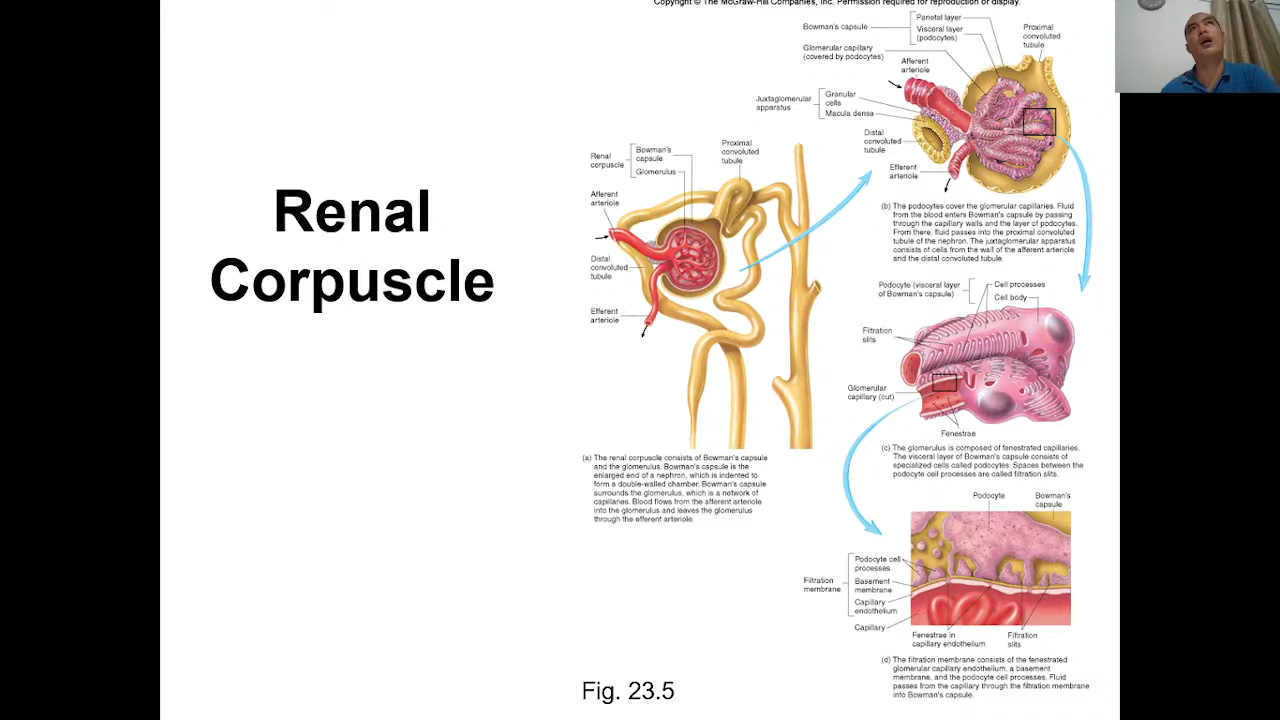 Copyright © The McGraw-Hill Companies, Inc. Permission required for reproduction or display.
Renal
Corpuscle
Bowman's capsule
Parietal layer
Visceral layer
(podocytes)
Proximal
convoluted
tubule
Glomerular capillary
(covered by podocytes)
Afferent
arteriole
Juxtaglomerular
apparatus
Granular
cells
Macula densa
Distal
convoluted
tubule
Efferent
arteriole
(b) The podocytes cover the glomerular capillaries. Fluid
from the blood enters Bowman's capsule by passing
through the capillary walls and the layer of podocytes.
From there, fluid passes into the proximal convoluted
tubule of the nephron. The juxtaglomerular apparatus
consists of cells from the wall of the afferent arteriole
and the distal convoluted tubule.
Renal
corpuscle
Bowman's
capsule
Glomerulus
Proximal
convoluted
tubule
Afferent
arteriole
Distal
convoluted
tubule
Efferent
arteriole
(a) The renal corpuscle consists of Bowman's capsule
and the glomerulus. Bowman's capsule is the
enlarged end of a nephron, which is indented to
form a double-walled chamber. Bowman's capsule
surrounds the glomerulus, which is a network of
capillaries. Blood flows from the afferent arteriole
into the glomerulus and leaves the glomerulus
through the efferent arteriole.
Podocyte (visceral layer
of Bowman's capsule)
Cell processes
Cell body
Filtration
slits
Glomerular
capillary (cut)
Fenestrae
(c) The glomerulus is composed of fenestrated capillaries.
The visceral layer of Bowman's capsule consists of
specialized cells called podocytes. Spaces between the
podocyte cell processes are called filtration slits.
Podocyte
Bowman's
capsule
Filtration
membrane
Podocyte cell
processes
Basement
membrane
Capillary
endothelium
Capillary
Fenestrae in
capillary endothelium
Filtration
slits
(d) The filtration membrane consists of the fenestrated
glomerular capillary endothelium, a basement
membrane, and the podocyte cell processes. Fluid
passes from the capillary through the filtration membrane
into Bowman's capsule.
Fig. 23.5